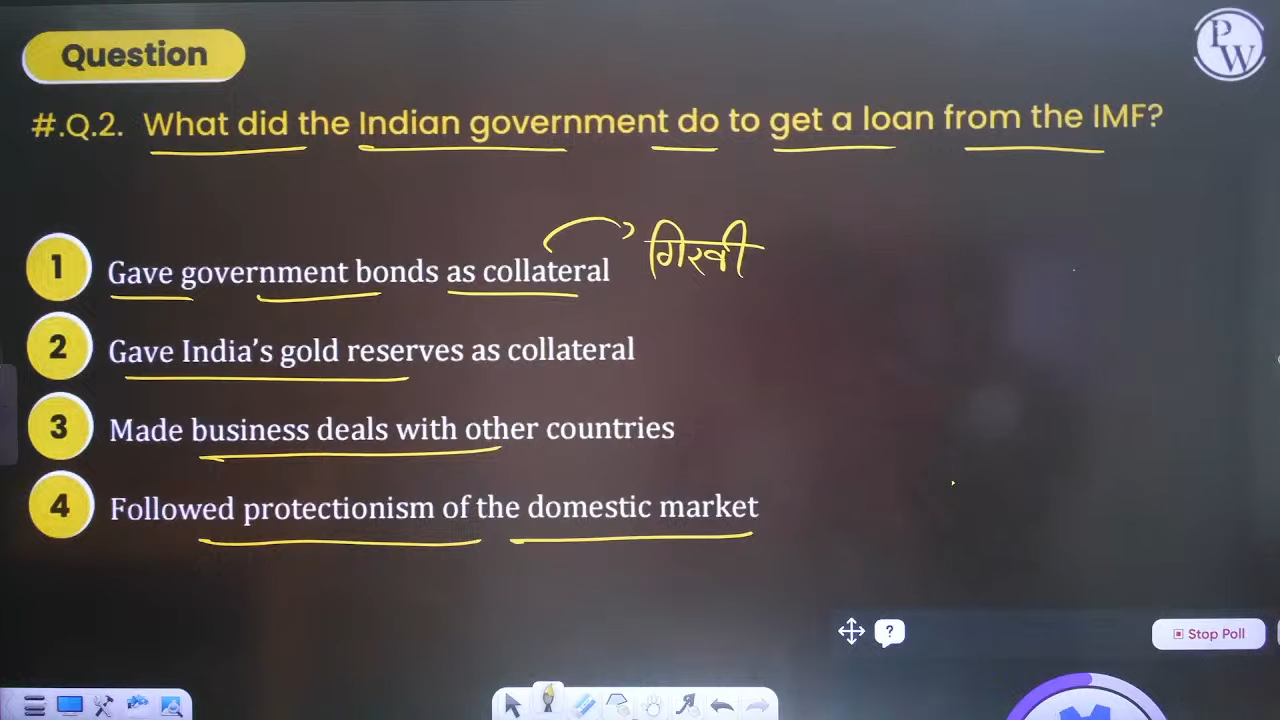 Question
PW
#.Q.2. What did the Indian government do to get a loan from the IMF?
गिरवी
1 Gave government bonds as collateral
2 Gave India's gold reserves as collateral
3 Made business deals with other countries
4 Followed protectionism of the domestic market
?
Stop Poll